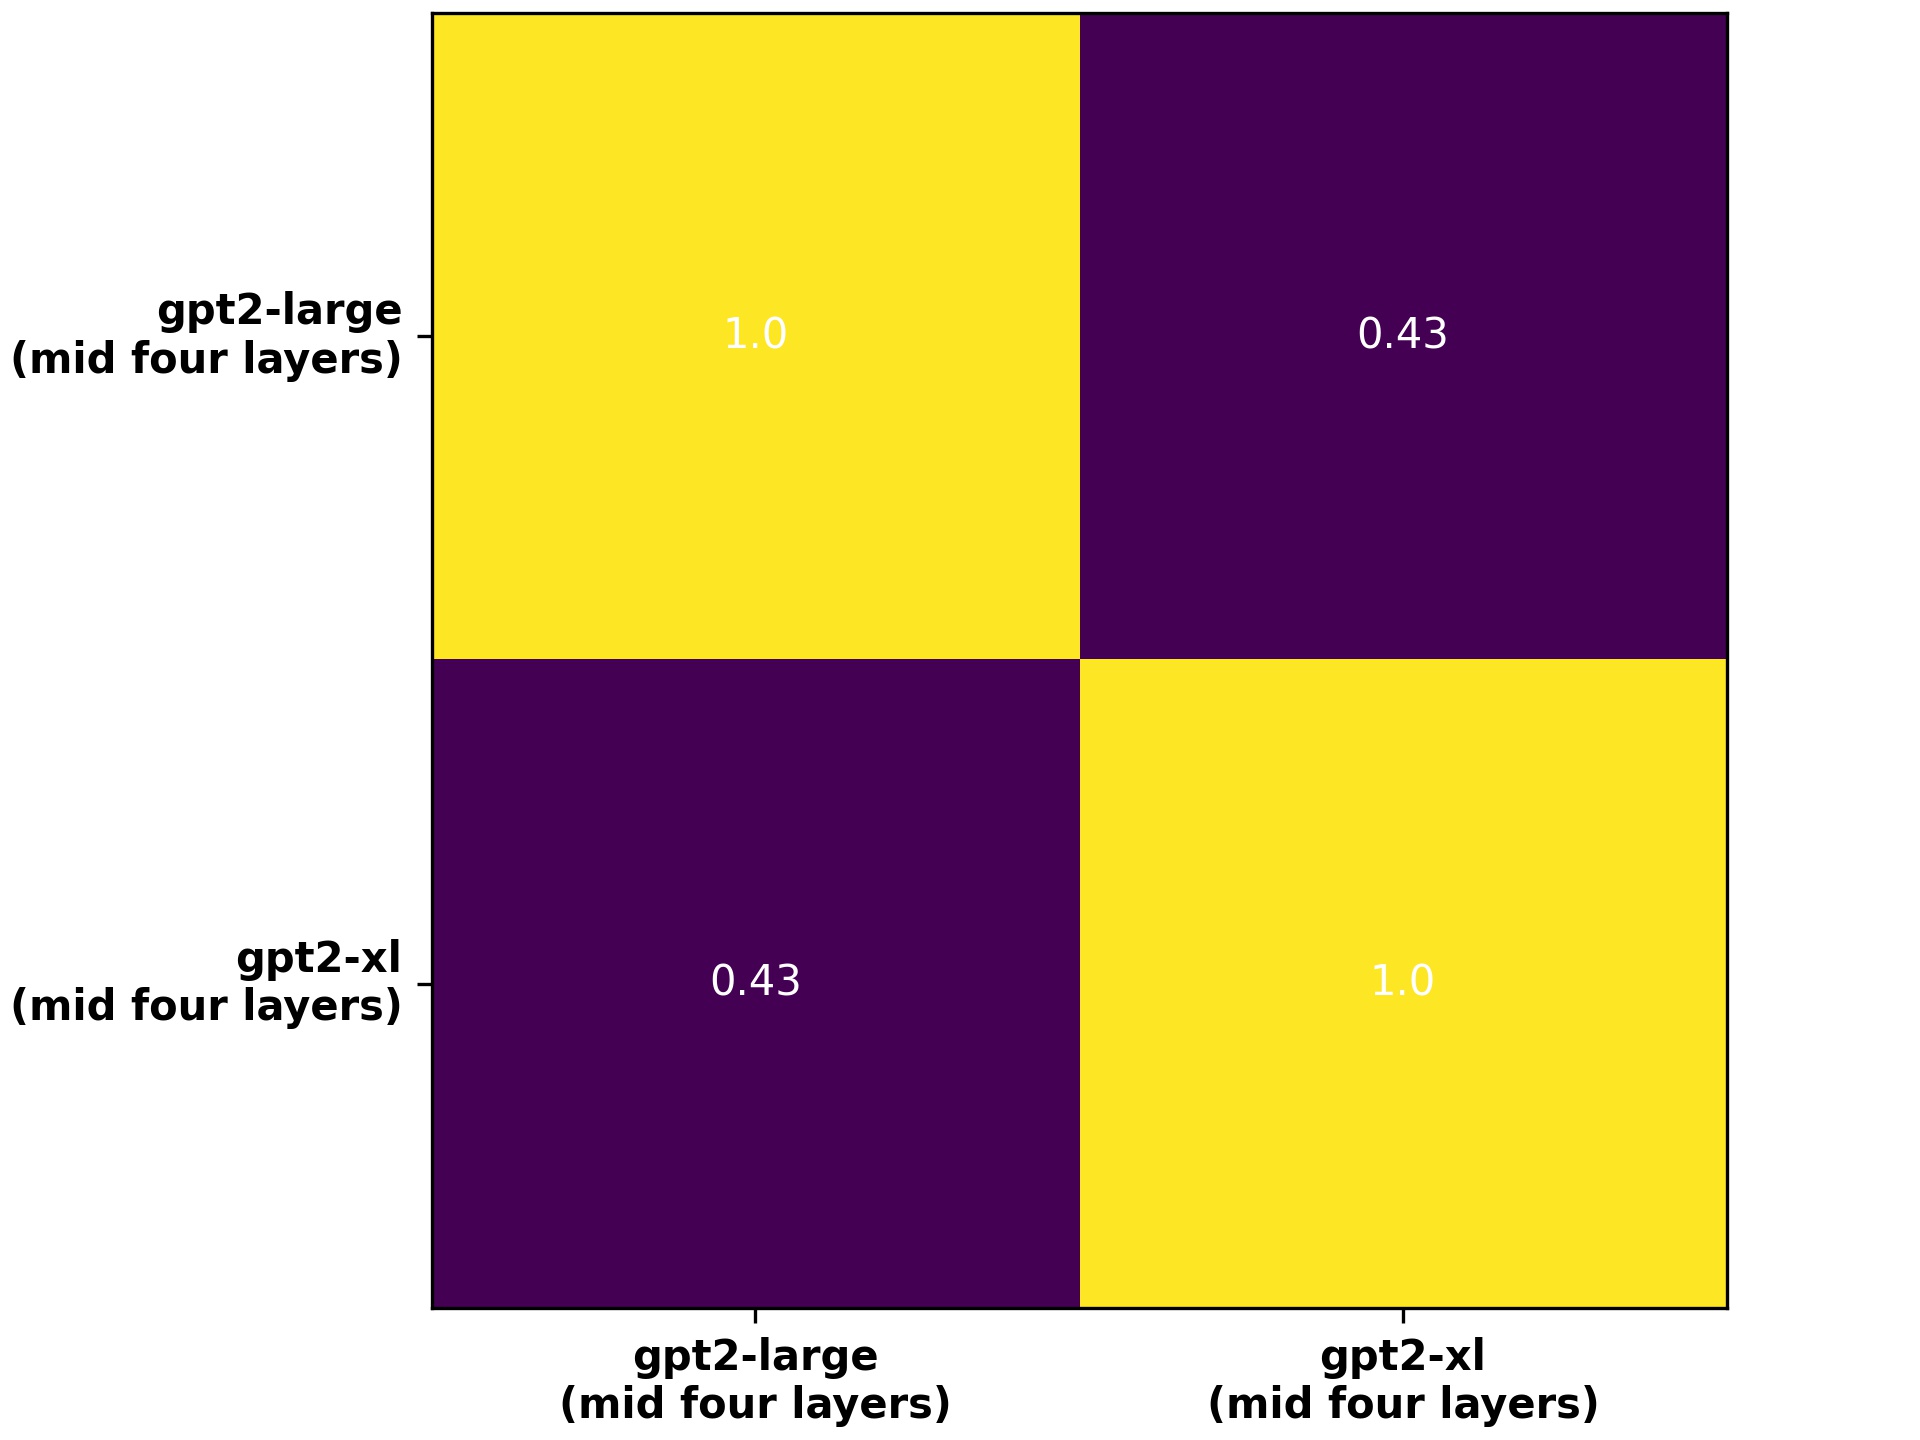 gpt2-large
(mid four layers)
1.0
0.43
gpt2-xl
(mid four layers)
0.43
1.0
gpt2-large
(mid four layers)
gpt2-xl
(mid four layers)